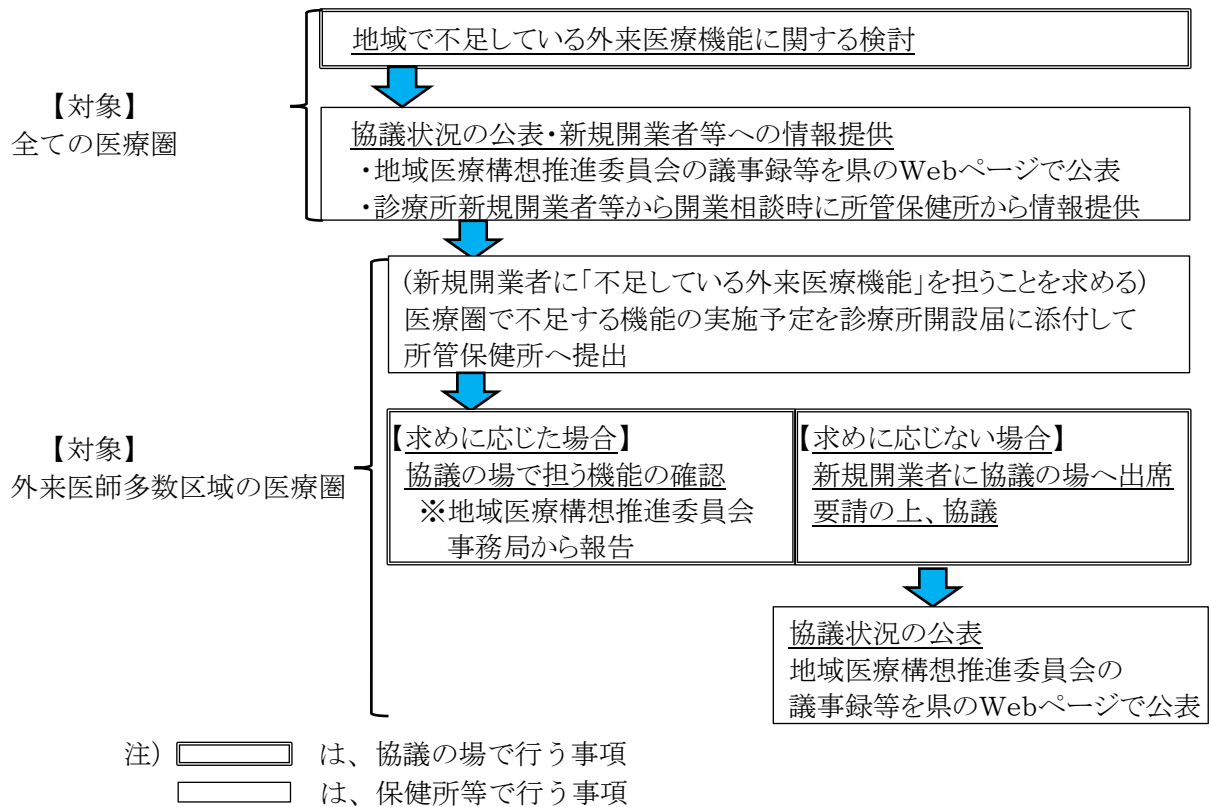 地域で不足している外来医療機能に関する検討
【対象】
全ての医療圏
協議状況の公表・新規開業者等への情報提供
・地域医療構想推進委員会の議事録等を県のWebページで公表
・診療所新規開業者等から開業相談時に所管保健所から情報提供
(新規開業者に「不足している外来医療機能」を担うことを求める)
医療圏で不足する機能の実施予定を診療所開設届に添付して
所管保健所へ提出
【対象】
外来医師多数区域の医療圏
【求めに応じた場合】
協議の場で担う機能の確認
※地域医療構想推進委員会
事務局から報告
【求めに応じない場合】
新規開業者に協議の場へ出席
要請の上、協議
協議状況の公表
地域医療構想推進委員会の
議事録等を県のWebページで公表
注) は、協議の場で行う事項
は、保健所等で行う事項